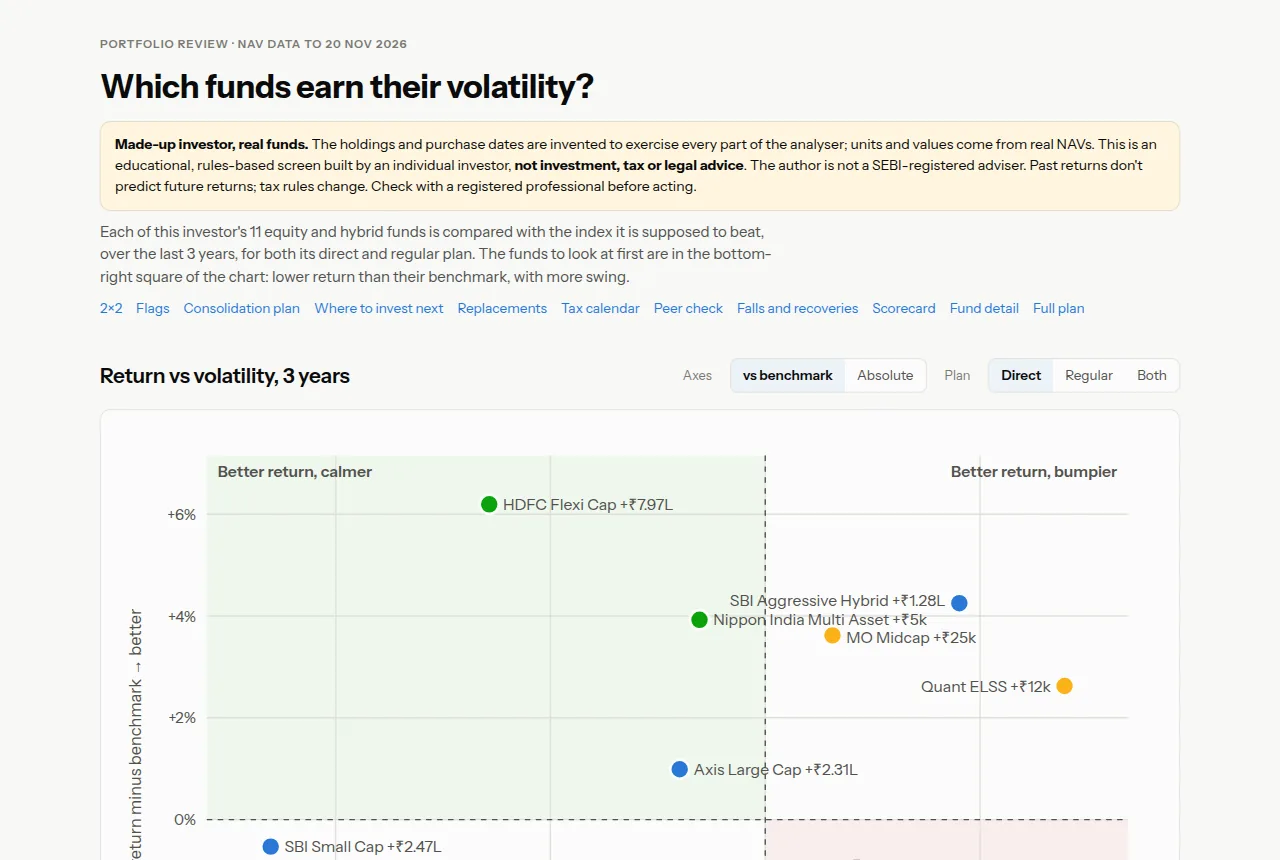 PORTFOLIO REVIEW · NAV DATA TO 20 NOV 2026
Which funds earn their volatility?
Made-up investor, real funds. The holdings and purchase dates are invented to exercise every part of the analyser; units and values come from real NAVs. This is an
educational, rules-based screen built by an individual investor, not investment, tax or legal advice. The author is not a SEBI-registered adviser. Past returns don't
predict future returns; tax rules change. Check with a registered professional before acting.
Each of this investor's 11 equity and hybrid funds is compared with the index it is supposed to beat,
over the last 3 years, for both its direct and regular plan. The funds to look at first are in the bottom-
right square of the chart: lower return than their benchmark, with more swing.
2×2 Flags Consolidation plan Where to invest next Replacements Tax calendar Peer check Falls and recoveries Scorecard Fund detail Full plan
Return vs volatility, 3 years
Axes vs benchmark Absolute Plan Direct Regular Both
Better return, calmer
Better return, bumpier
+6%
HDFC Flexi Cap +₹7.97L
SBI Aggressive Hybrid +₹1.28L
+4%
Nippon India Multi Asset +₹5k
MO Midcap +₹25k
Quant ELSS +₹12k
+2%
Axis Large Cap +₹2.31L
0%
SBI Small Cap +₹2.47L
eturn minus benchmark → better